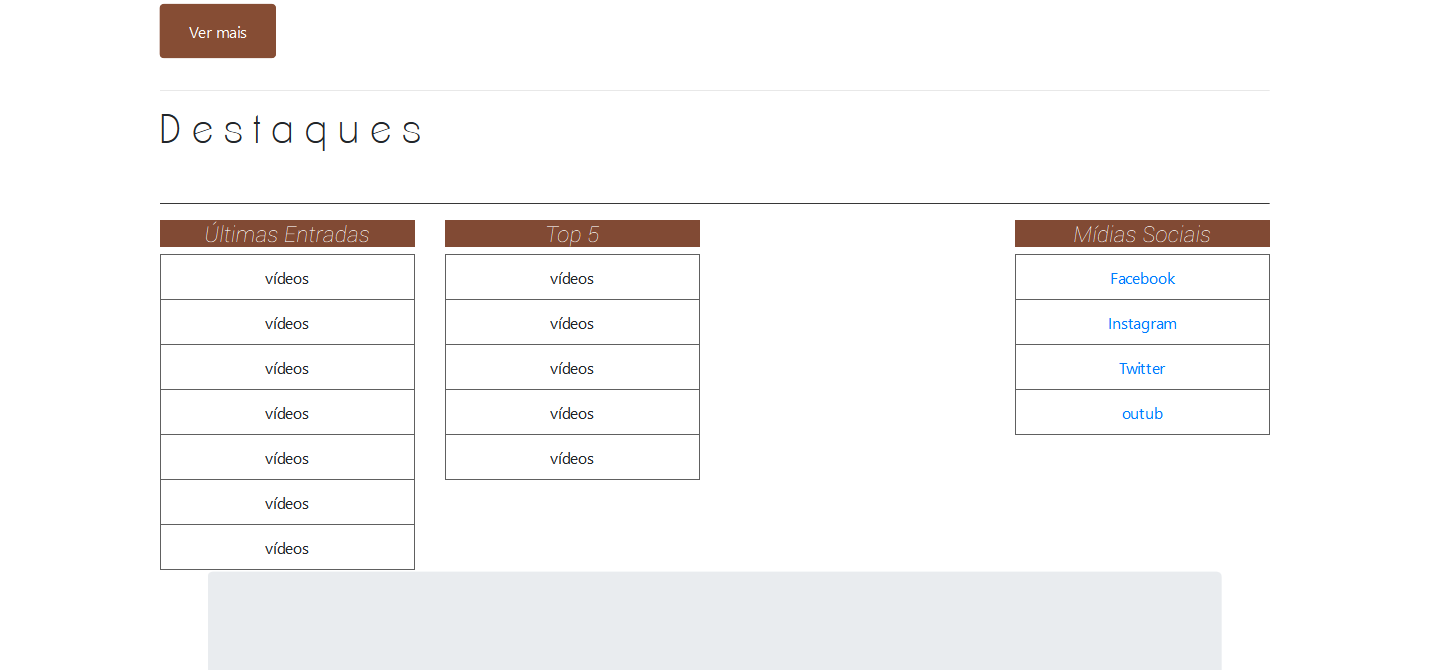 Ver mais
Destaques
Últimas Entradas
vídeos
vídeos
vídeos
vídeos
vídeos
vídeos
vídeos
Top 5
vídeos
vídeos
vídeos
vídeos
vídeos
Mídias Sociais
Facebook
Instagram
Twitter
outub